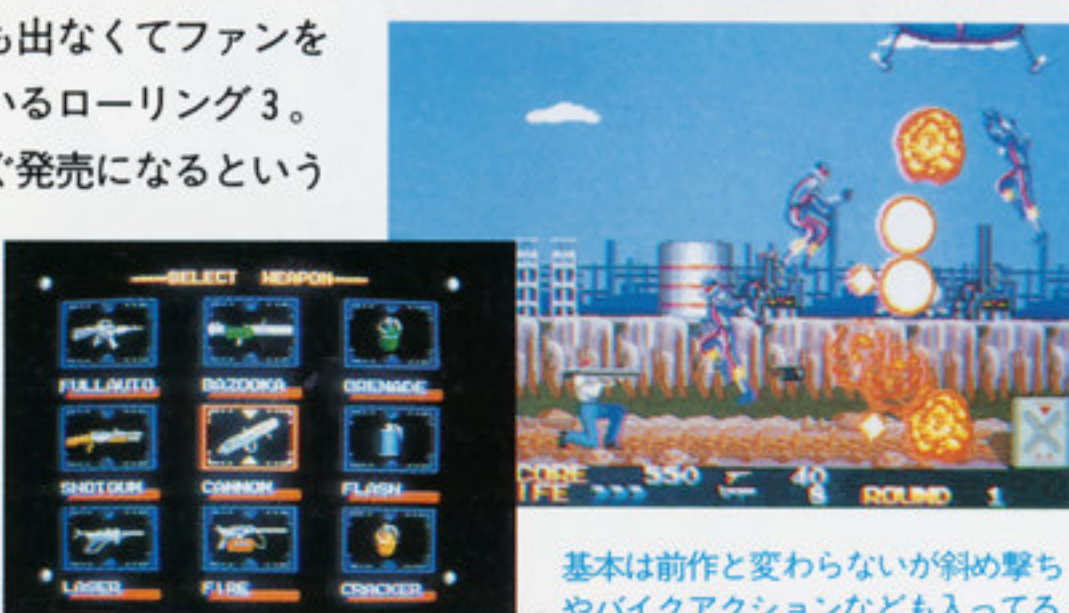 も出なくてファンを
いるローリング3。
ぐ発売になるという
SELECT WEAPON
FULLAUTO BAZOOKA GRENADE
SHOTGUN CANNON FLASH
LASER FIRE CRACKER
CORE 550 40
IFE 8 ROUND 1
基本は前作と変わらないが斜め撃ち
やバイクアクションなども入ってる